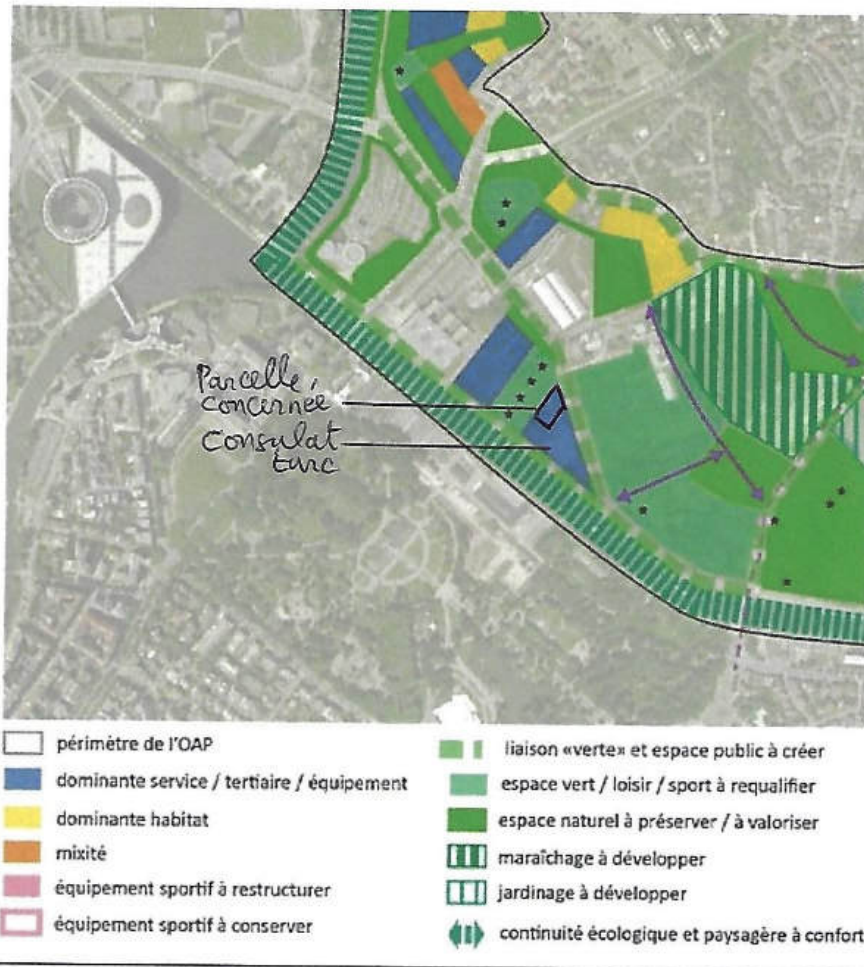 Parcelle
concernée
Consulat
turc
périmètre de l'OAP
dominante service / tertiaire / équipement
dominante habitat
mixité
équipement sportif à restructurer
équipement sportif à conserver
liaison «verte» et espace public à créer
espace vert / loisir / sport à requalifier
espace naturel à préserver / à valoriser
maraîchage à développer
jardinage à développer
continuité écologique et paysagère à confort